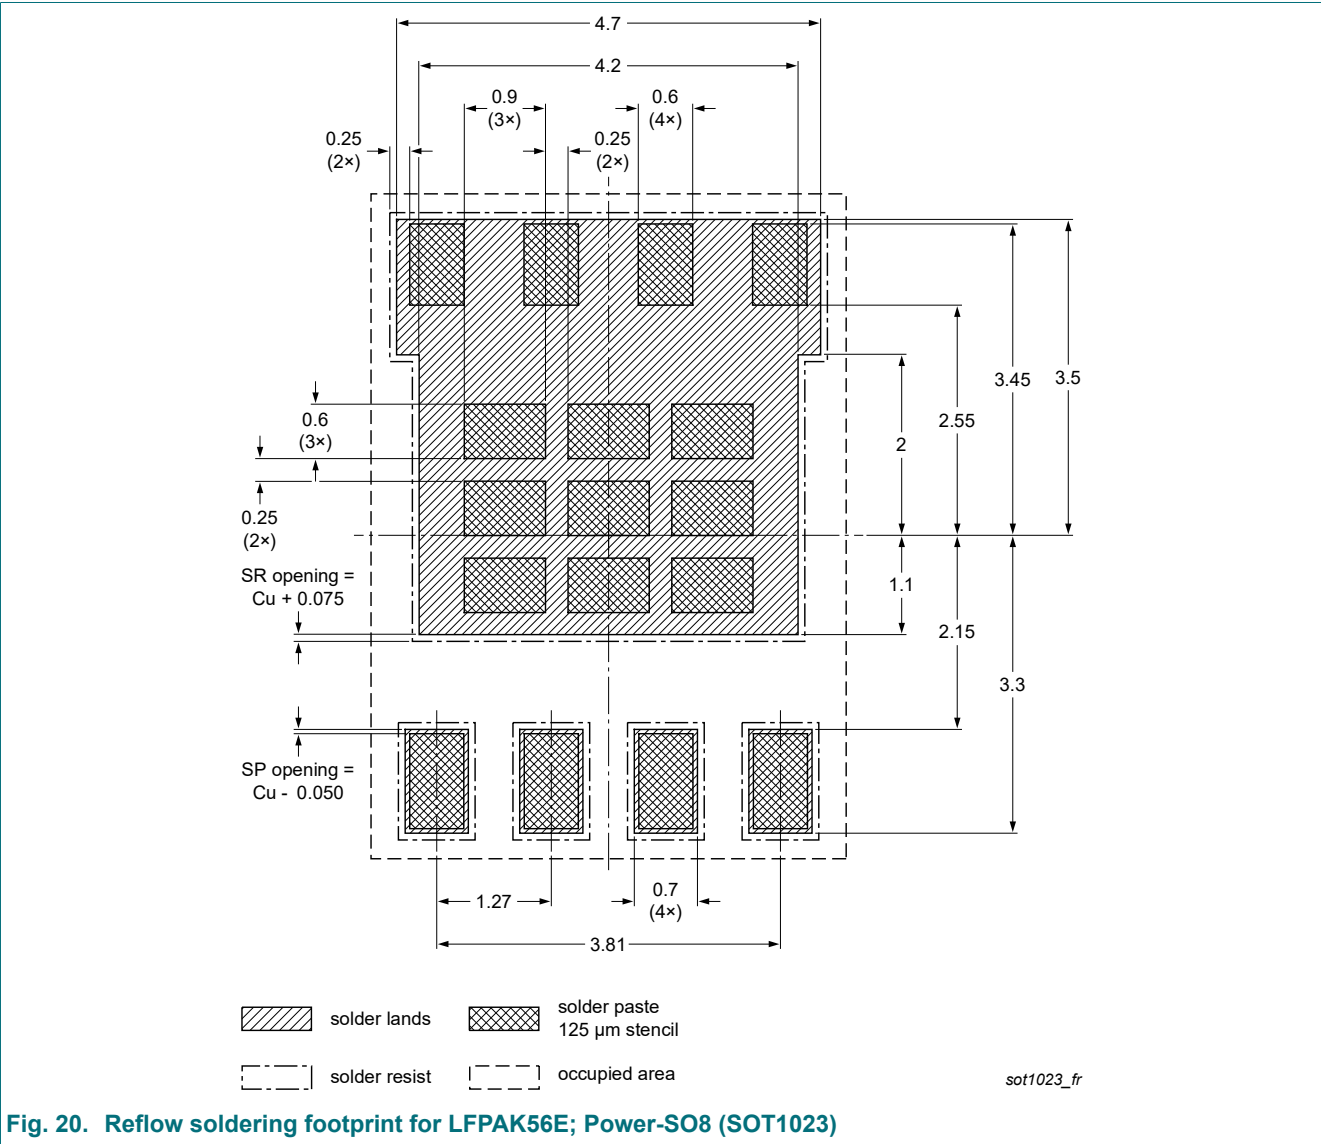 4.7
4.2
0.9
(3×)
0.6
(4×)
0.25
(2×)
0.25
(2×)
3.45
3.5
2.55
0.6
(3×)
2
0.25
(2×)
SR opening =
Cu + 0.075
1.1
2.15
3.3
SP opening =
Cu - 0.050
1.27
0.7
(4×)
3.81
solder lands
solder paste
125 µm stencil
solder resist
occupied area
sot1023_fr
Fig. 20. Reflow soldering footprint for LFPAK56E; Power-SO8 (SOT1023)